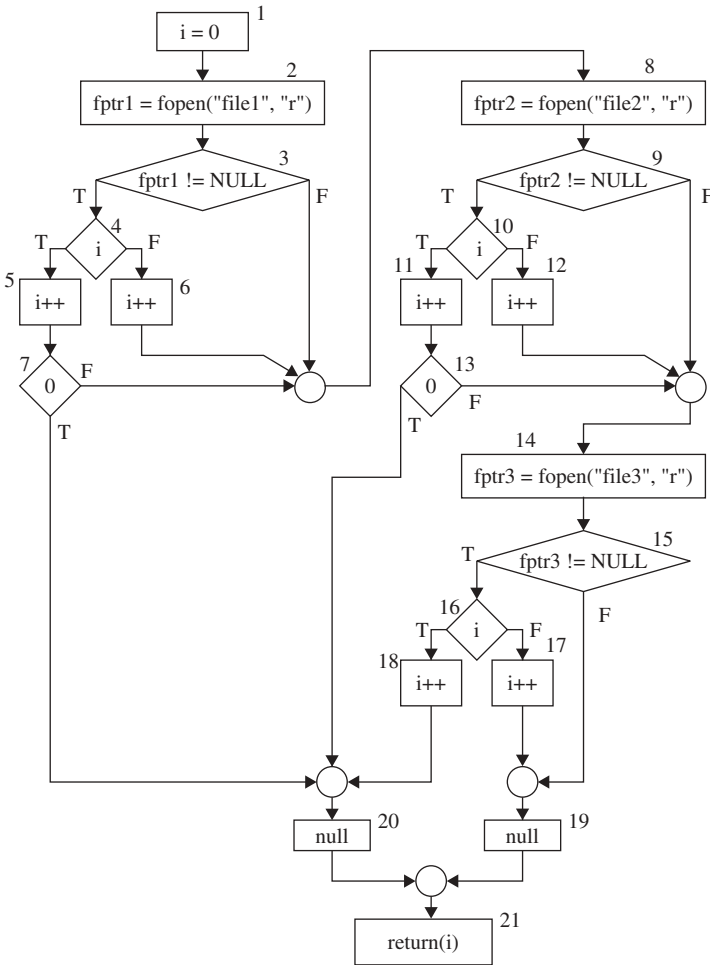 1
i = 0
2
fptr1 = fopen("file1", "r")
3
fptr1 != NULL
T
F
4
i
T
F
5
i++
6
i++
7
0
F
T
8
fptr2 = fopen("file2", "r")
9
fptr2 != NULL
T
F
10
i
T
F
11
i++
12
i++
13
0
F
T
14
fptr3 = fopen("file3", "r")
15
fptr3 != NULL
T
F
16
i
T
F
18
i++
17
i++
20
null
19
null
21
return(i)